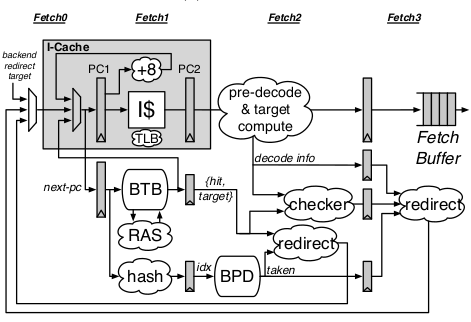 Fetch0 Fetch1 Fetch2 Fetch3
backend
redirect
target
I-Cache
PC1
+8
PC2
I$
TLB
pre-decode
& target
compute
Fetch
Buffer
decode info
next-pc
BTB
{hit,
target}
checker
redirect
RAS
redirect
hash
idx
BPD
taken